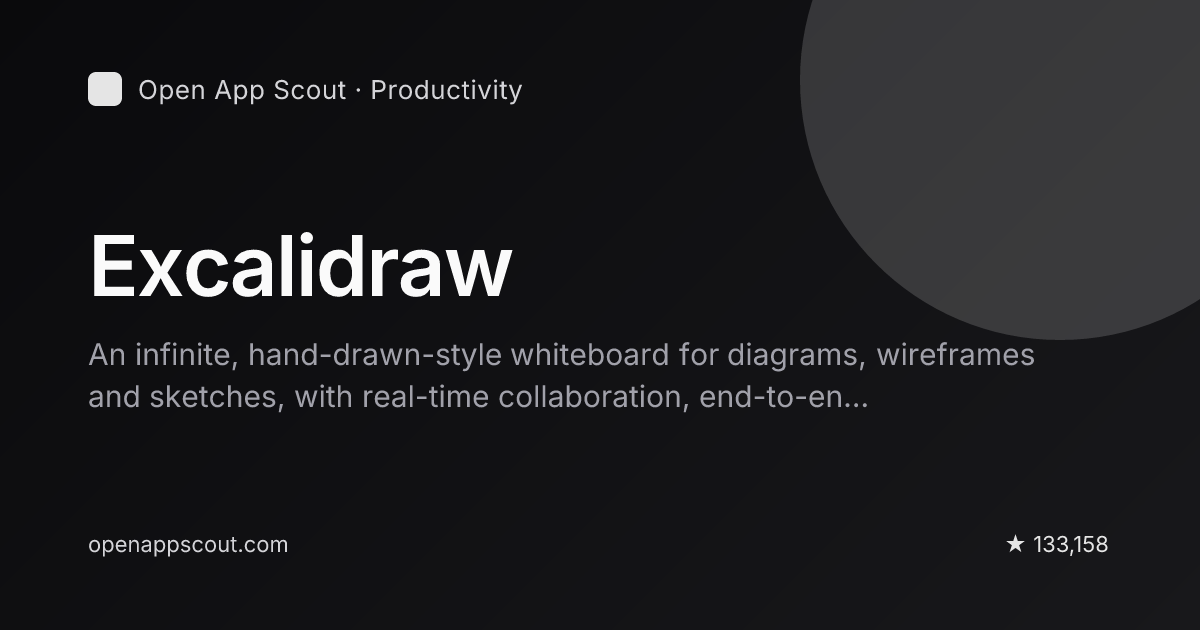 Open App Scout · Productivity
Excalidraw
An infinite, hand-drawn-style whiteboard for diagrams, wireframes
and sketches, with real-time collaboration, end-to-en...
openappscout.com
★ 133,158